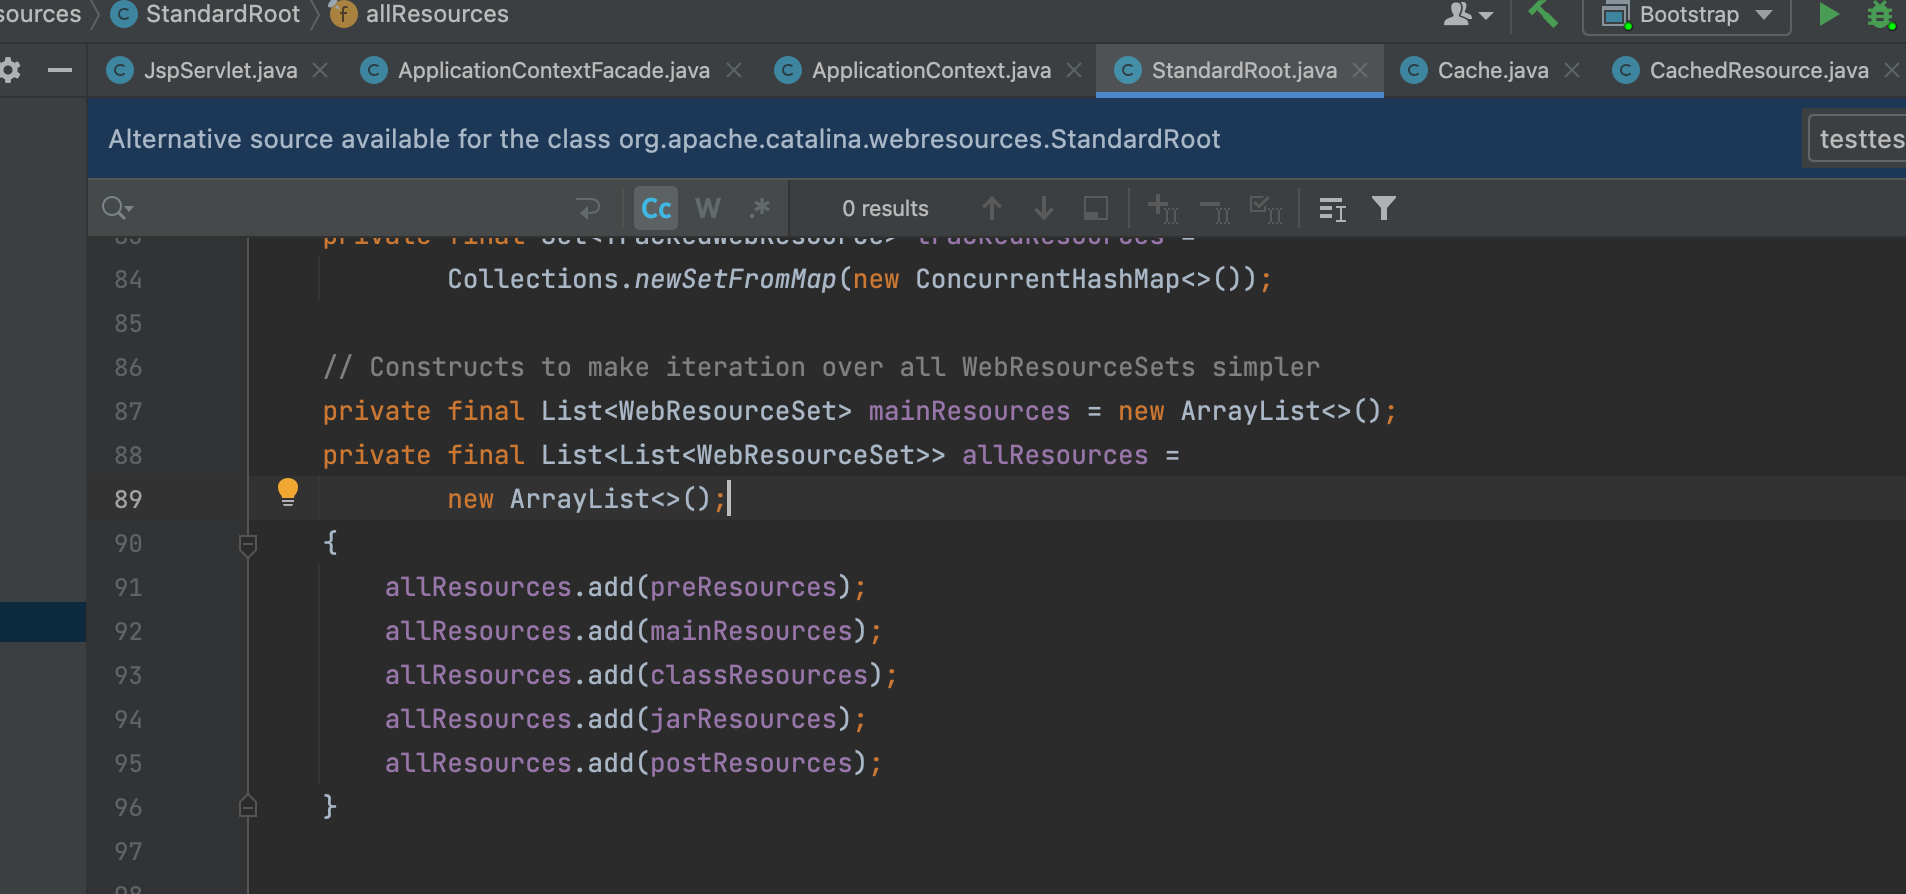 sources StandardRoot allResources Bootstrap
JspServlet.java ApplicationContextFacade.java ApplicationContext.java StandardRoot.java Cache.java CachedResource.java
Alternative source available for the class org.apache.catalina.webresources.StandardRoot testtes
Cc W .* 0 results
83 private final Set<TrackedWebResource> trackedResources =
84 Collections.newSetFromMap(new ConcurrentHashMap<>());
85
86 // Constructs to make iteration over all WebResourceSets simpler
87 private final List<WebResourceSet> mainResources = new ArrayList<>();
88 private final List<List<WebResourceSet>> allResources =
89 new ArrayList<>();
90 {
91 allResources.add(preResources);
92 allResources.add(mainResources);
93 allResources.add(classResources);
94 allResources.add(jarResources);
95 allResources.add(postResources);
96 }
97
98